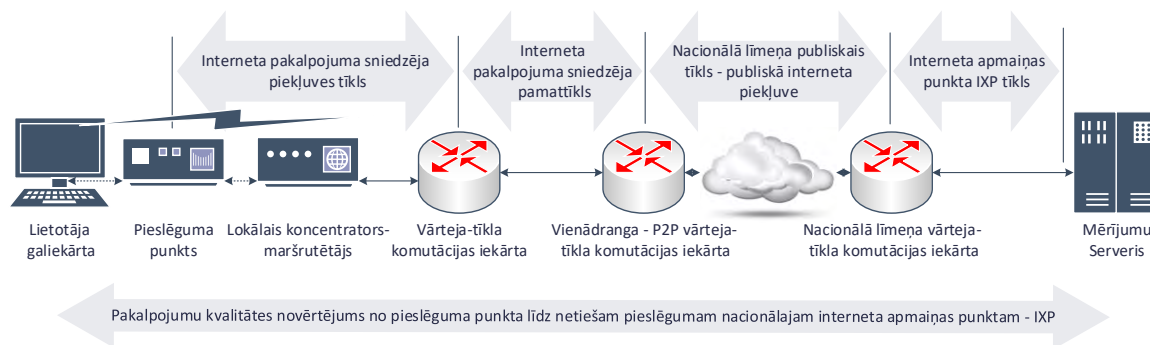 Interneta pakalpojuma sniedzēja
piekļuves tīkls
Interneta
pakalpojuma sniedzēja
pamattīkls
Nacionālā līmeņa publiskais
tīkls - publiskā interneta
piekļuve
Interneta apmaiņas
punkta IXP tīkls
Lietotāja
galiekārta
Pieslēguma
punkts
Lokālais koncentrators-
maršrutētājs
Vārteja-tīkla
komutācijas iekārta
Vienādranga - P2P vārteja-
tīkla komutācijas iekārta
Nacionālā līmeņa vārteja-
tīkla komutācijas iekārta
Mērījumu
Serveris
Pakalpojumu kvalitātes novērtējums no pieslēguma punkta līdz netiešam pieslēgumam nacionālajam interneta apmaiņas punktam - IXP